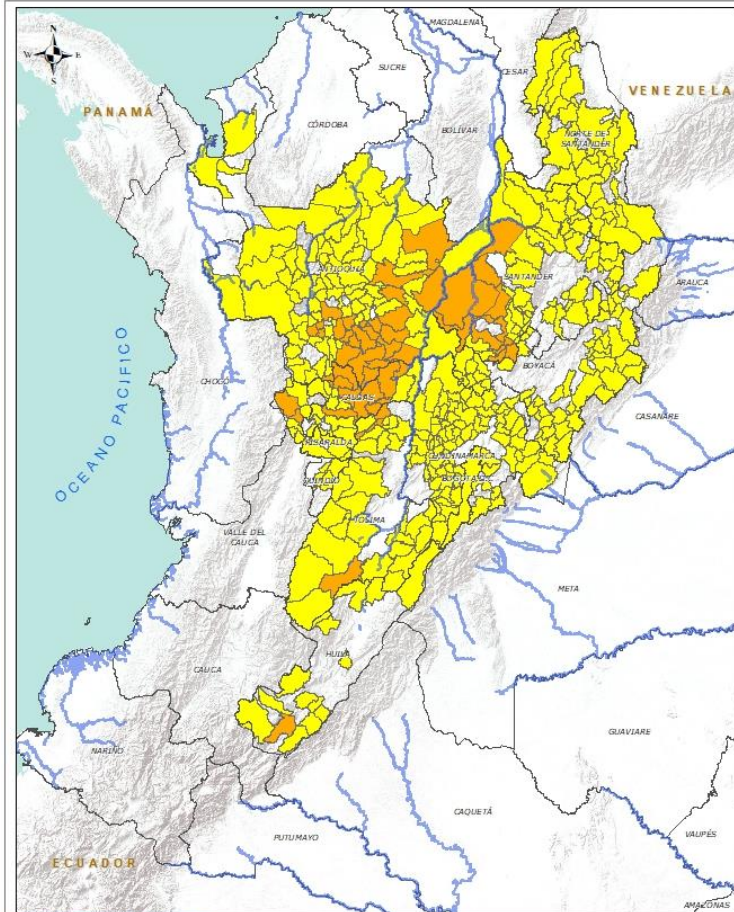 MAGDALENA
N
W E
S
SUCRE
CESAR
VENEZUELA
PANAMÁ
CÓRDOBA
BOLÍVAR
NORTE DE
SANTANDER
ANTIOQUIA
SANTANDER
ARAUCA
OCEANO PACIFICO
CHOCÓ
BOYACÁ
CALDAS
CASANARE
RISARALDA
CUNDINAMARCA
QUINDIO
BOGOTÁ D.C.
TOLIMA
VALLE DEL
CAUCA
META
HUILA
CAUCA
GUAVIARE
NARIÑO
CAQUETÁ
PUTUMAYO
VAUPÉS
ECUADOR
AMAZONAS